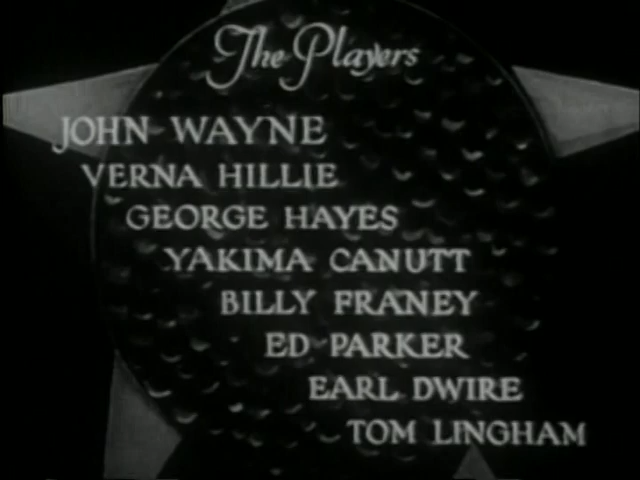 The Players
JOHN WAYNE
VERNA HILLIE
GEORGE HAYES
YAKIMA CANUTT
BILLY FRANEY
ED PARKER
EARL DWIRE
TOM LINGHAM